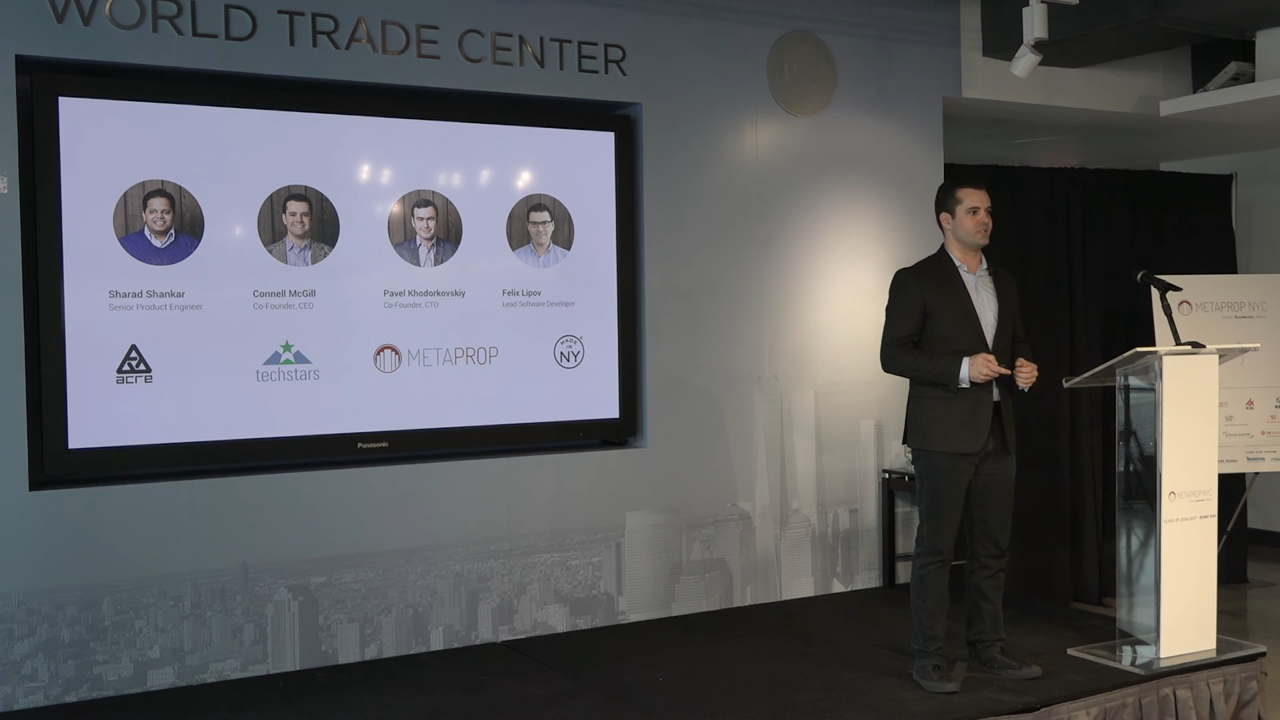 WORLD TRADE CENTER
Sharad Shankar
Senior Product Engineer
Connell McGill
Co-Founder, CEO
Pavel Khodorkovskiy
Co-Founder, CTO
Felix Lipov
Lead Software Developer
acre
techstars
METAPROP
MADE
IN
NY
Panasonic
METAPROP NYC
METAPROP NYC